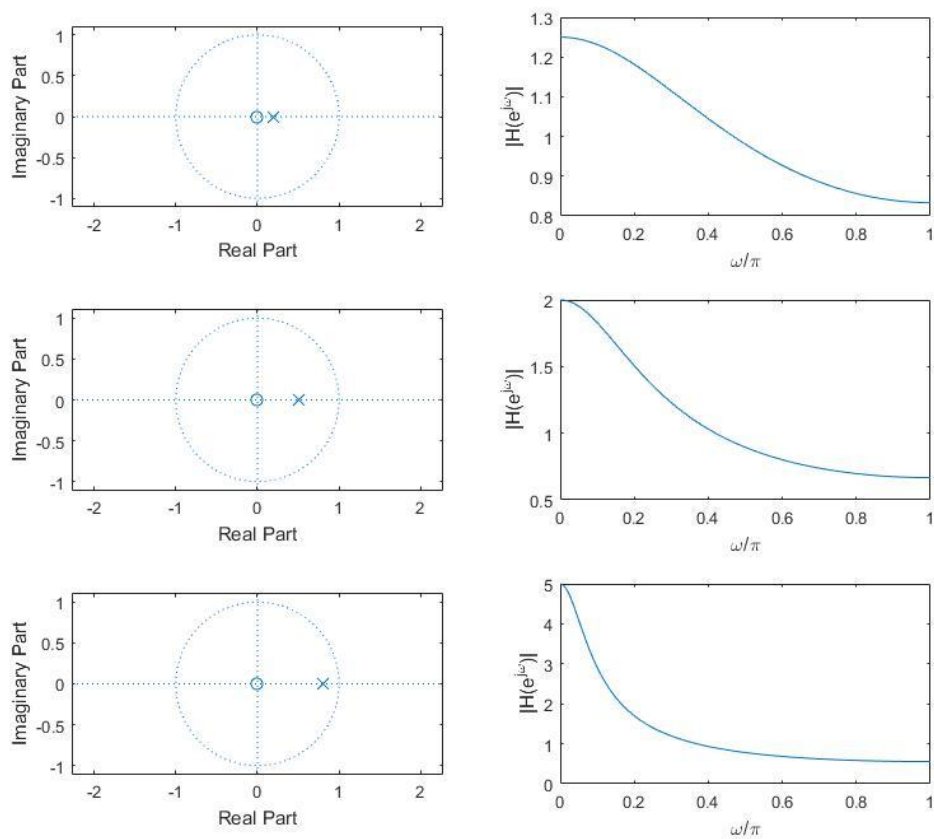 Imaginary Part
1
0.5
0
-0.5
-1
-2 -1 0 1 2
Real Part
|H(e^{jω})|
1.3
1.2
1.1
1
0.9
0.8
0 0.2 0.4 0.6 0.8 1
ω/π
Imaginary Part
1
0.5
0
-0.5
-1
-2 -1 0 1 2
Real Part
|H(e^{jω})|
2
1.5
1
0.5
0 0.2 0.4 0.6 0.8 1
ω/π
Imaginary Part
1
0.5
0
-0.5
-1
-2 -1 0 1 2
Real Part
|H(e^{jω})|
5
4
3
2
1
0
0 0.2 0.4 0.6 0.8 1
ω/π